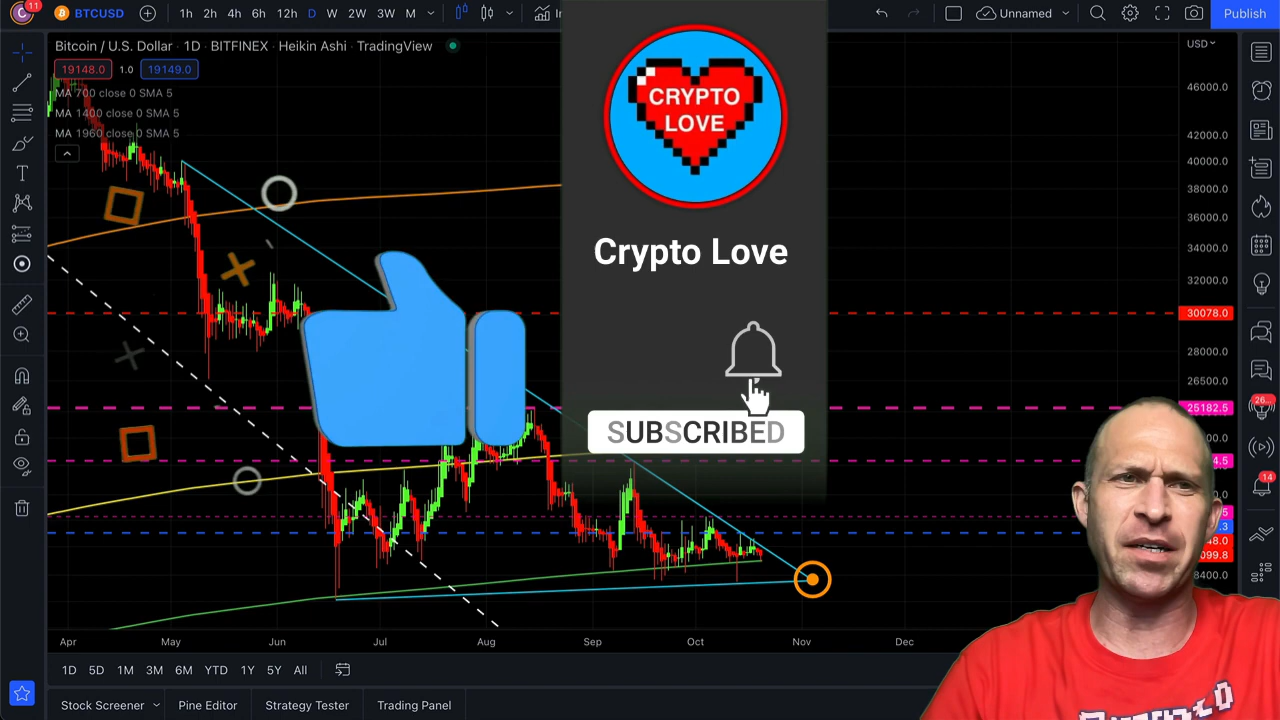 11
BTCUSD
1h 2h 4h 6h 12h D W 2W 3W M
Unnamed
Publish
Bitcoin / U.S. Dollar · 1D · BITFINEX · Heikin Ashi · TradingView
USD
19148.0 1.0 19149.0
MA 700 close 0 SMA 5
MA 1400 close 0 SMA 5
MA 1960 close 0 SMA 5
CRYPTO
LOVE
Crypto Love
SUBSCRIBED
46000.0
42000.0
40000.0
38000.0
36000.0
34000.0
32000.0
30078.0
28000.0
26500.0
25182.5
26...
14
8400.0
Apr May Jun Jul Aug Sep Oct Nov Dec
1D 5D 1M 3M 6M YTD 1Y 5Y All
Stock Screener Pine Editor Strategy Tester Trading Panel